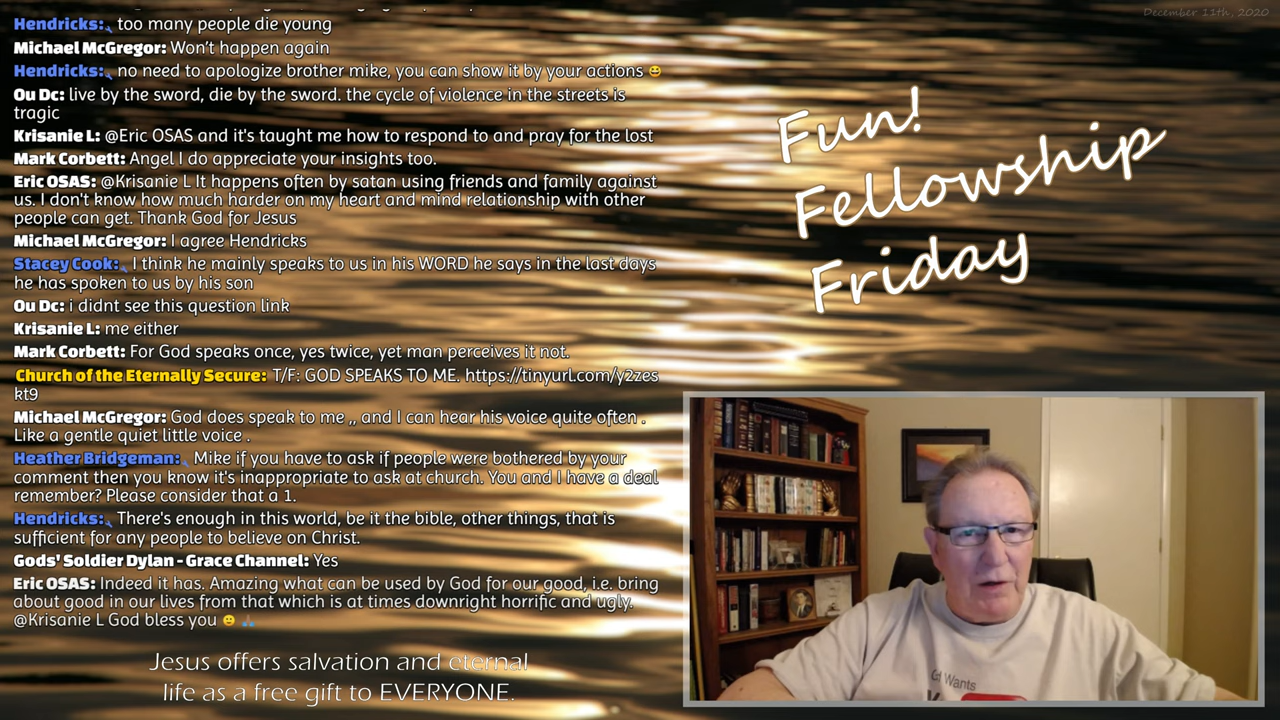 December 11th, 2020
Hendricks: too many people die young
Michael McGregor: Won't happen again
Hendricks: no need to apologize brother mike, you can show it by your actions 😄
Ou Dc: live by the sword, die by the sword. the cycle of violence in the streets is
tragic
Krisanie L: @Eric OSAS and it's taught me how to respond to and pray for the lost
Mark Corbett: Angel I do appreciate your insights too.
Eric OSAS: @Krisanie L It happens often by satan using friends and family against
us. I don't know how much harder on my heart and mind relationship with other
people can get. Thank God for Jesus
Michael McGregor: I agree Hendricks
Stacey Cook: I think he mainly speaks to us in his WORD he says in the last days
he has spoken to us by his son
Ou Dc: i didnt see this question link
Krisanie L: me either
Mark Corbett: For God speaks once, yes twice, yet man perceives it not.
Church of the Eternally Secure: T/F: GOD SPEAKS TO ME. https://tinyurl.com/y2zes
kt9
Michael McGregor: God does speak to me ,, and I can hear his voice quite often .
Like a gentle quiet little voice .
Heather Bridgeman: Mike if you have to ask if people were bothered by your
comment then you know it's inappropriate to ask at church. You and I have a deal
remember? Please consider that a 1.
Hendricks: There's enough in this world, be it the bible, other things, that is
sufficient for any people to believe on Christ.
Gods' Soldier Dylan - Grace Channel: Yes
Eric OSAS: Indeed it has. Amazing what can be used by God for our good, i.e. bring
about good in our lives from that which is at times downright horrific and ugly.
@Krisanie L God bless you 🙂 🙏
Jesus offers salvation and eternal
life as a free gift to EVERYONE.
Fun!
Fellowship
Friday
Wants